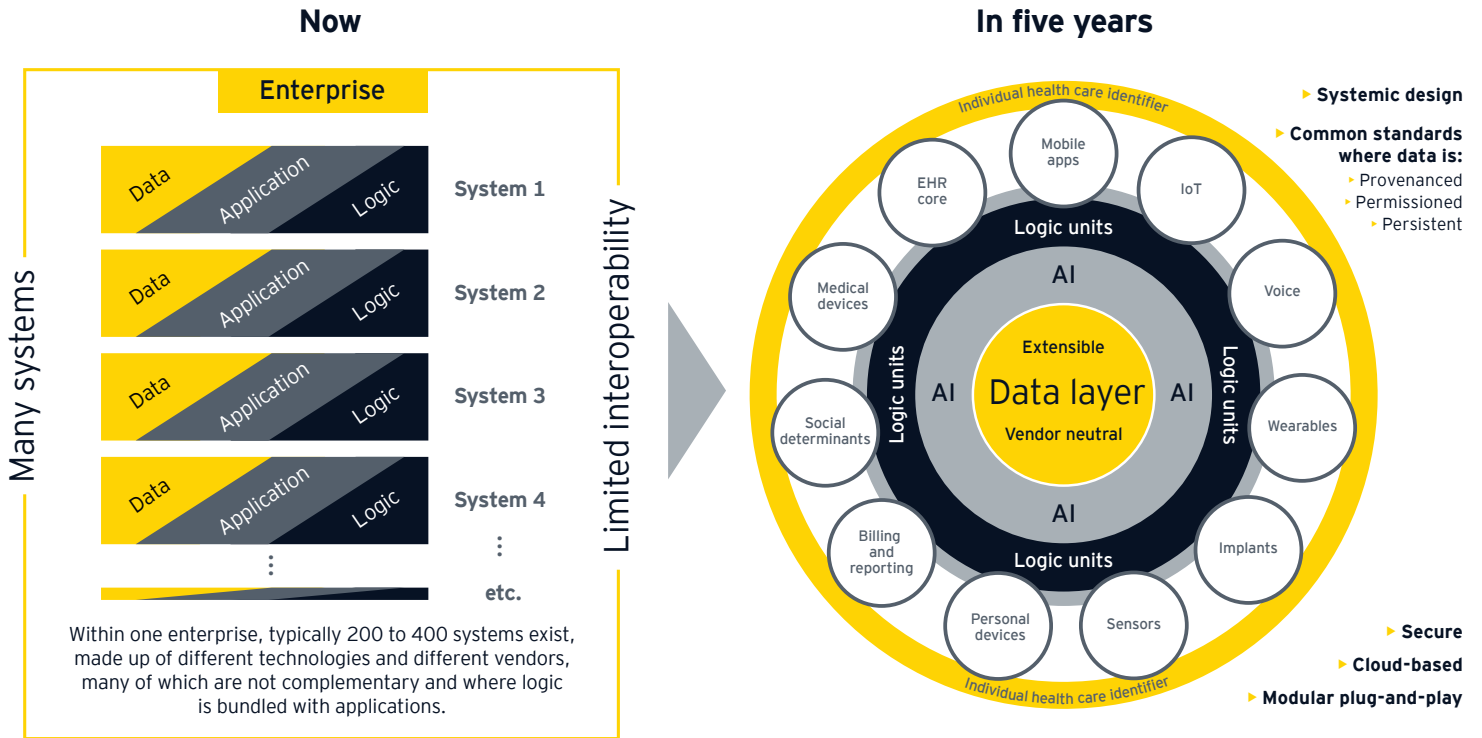 Now
Enterprise
Many systems
Data
Application
Logic
System 1
Data
Application
Logic
System 2
Data
Application
Logic
System 3
Data
Application
Logic
System 4
etc.
Limited interoperability
Within one enterprise, typically 200 to 400 systems exist,
made up of different technologies and different vendors,
many of which are not complementary and where logic
is bundled with applications.
In five years
Individual health care identifier
Mobile
apps
IoT
Voice
Wearables
Implants
Sensors
Personal
devices
Billing
and
reporting
Social
determinants
Medical
devices
EHR
core
Logic units
Logic units
Logic units
Logic units
AI
AI
AI
AI
Extensible
Data layer
Vendor neutral
Individual health care identifier
Systemic design
Common standards
where data is:
Provenanced
Permissioned
Persistent
Secure
Cloud-based
Modular plug-and-play